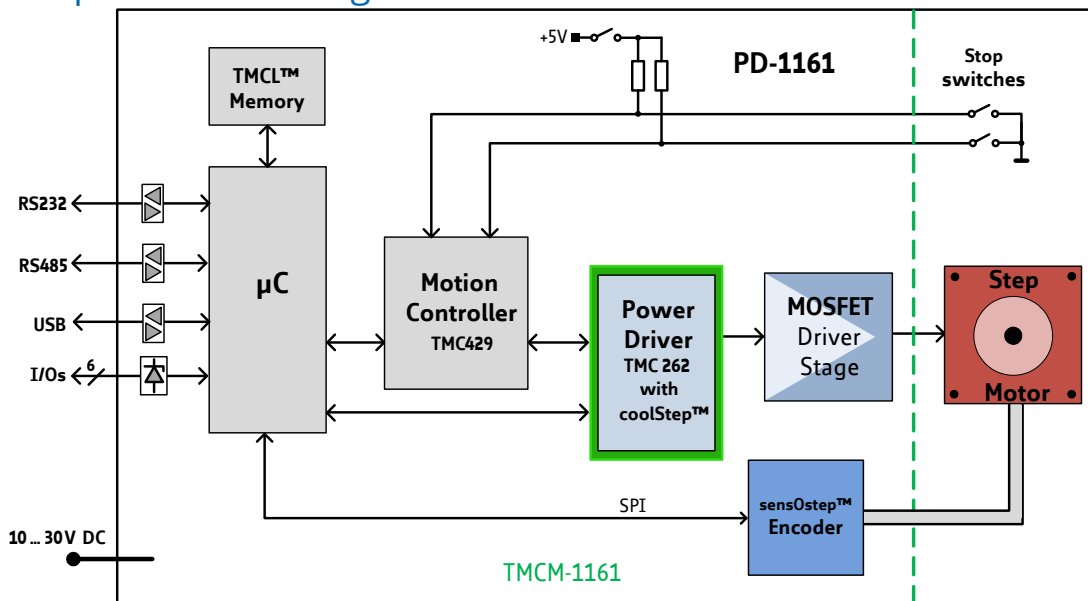 +5V
PD-1161
Stop
switches
TMCL™
Memory
RS232
RS485
µC
USB
I/Os
6
Motion
Controller
TMC429
Power
Driver
TMC 262
with
coolStep™
MOSFET
Driver
Stage
Step
Motor
SPI
sensOstep™
Encoder
10 ... 30V DC
TMCM-1161